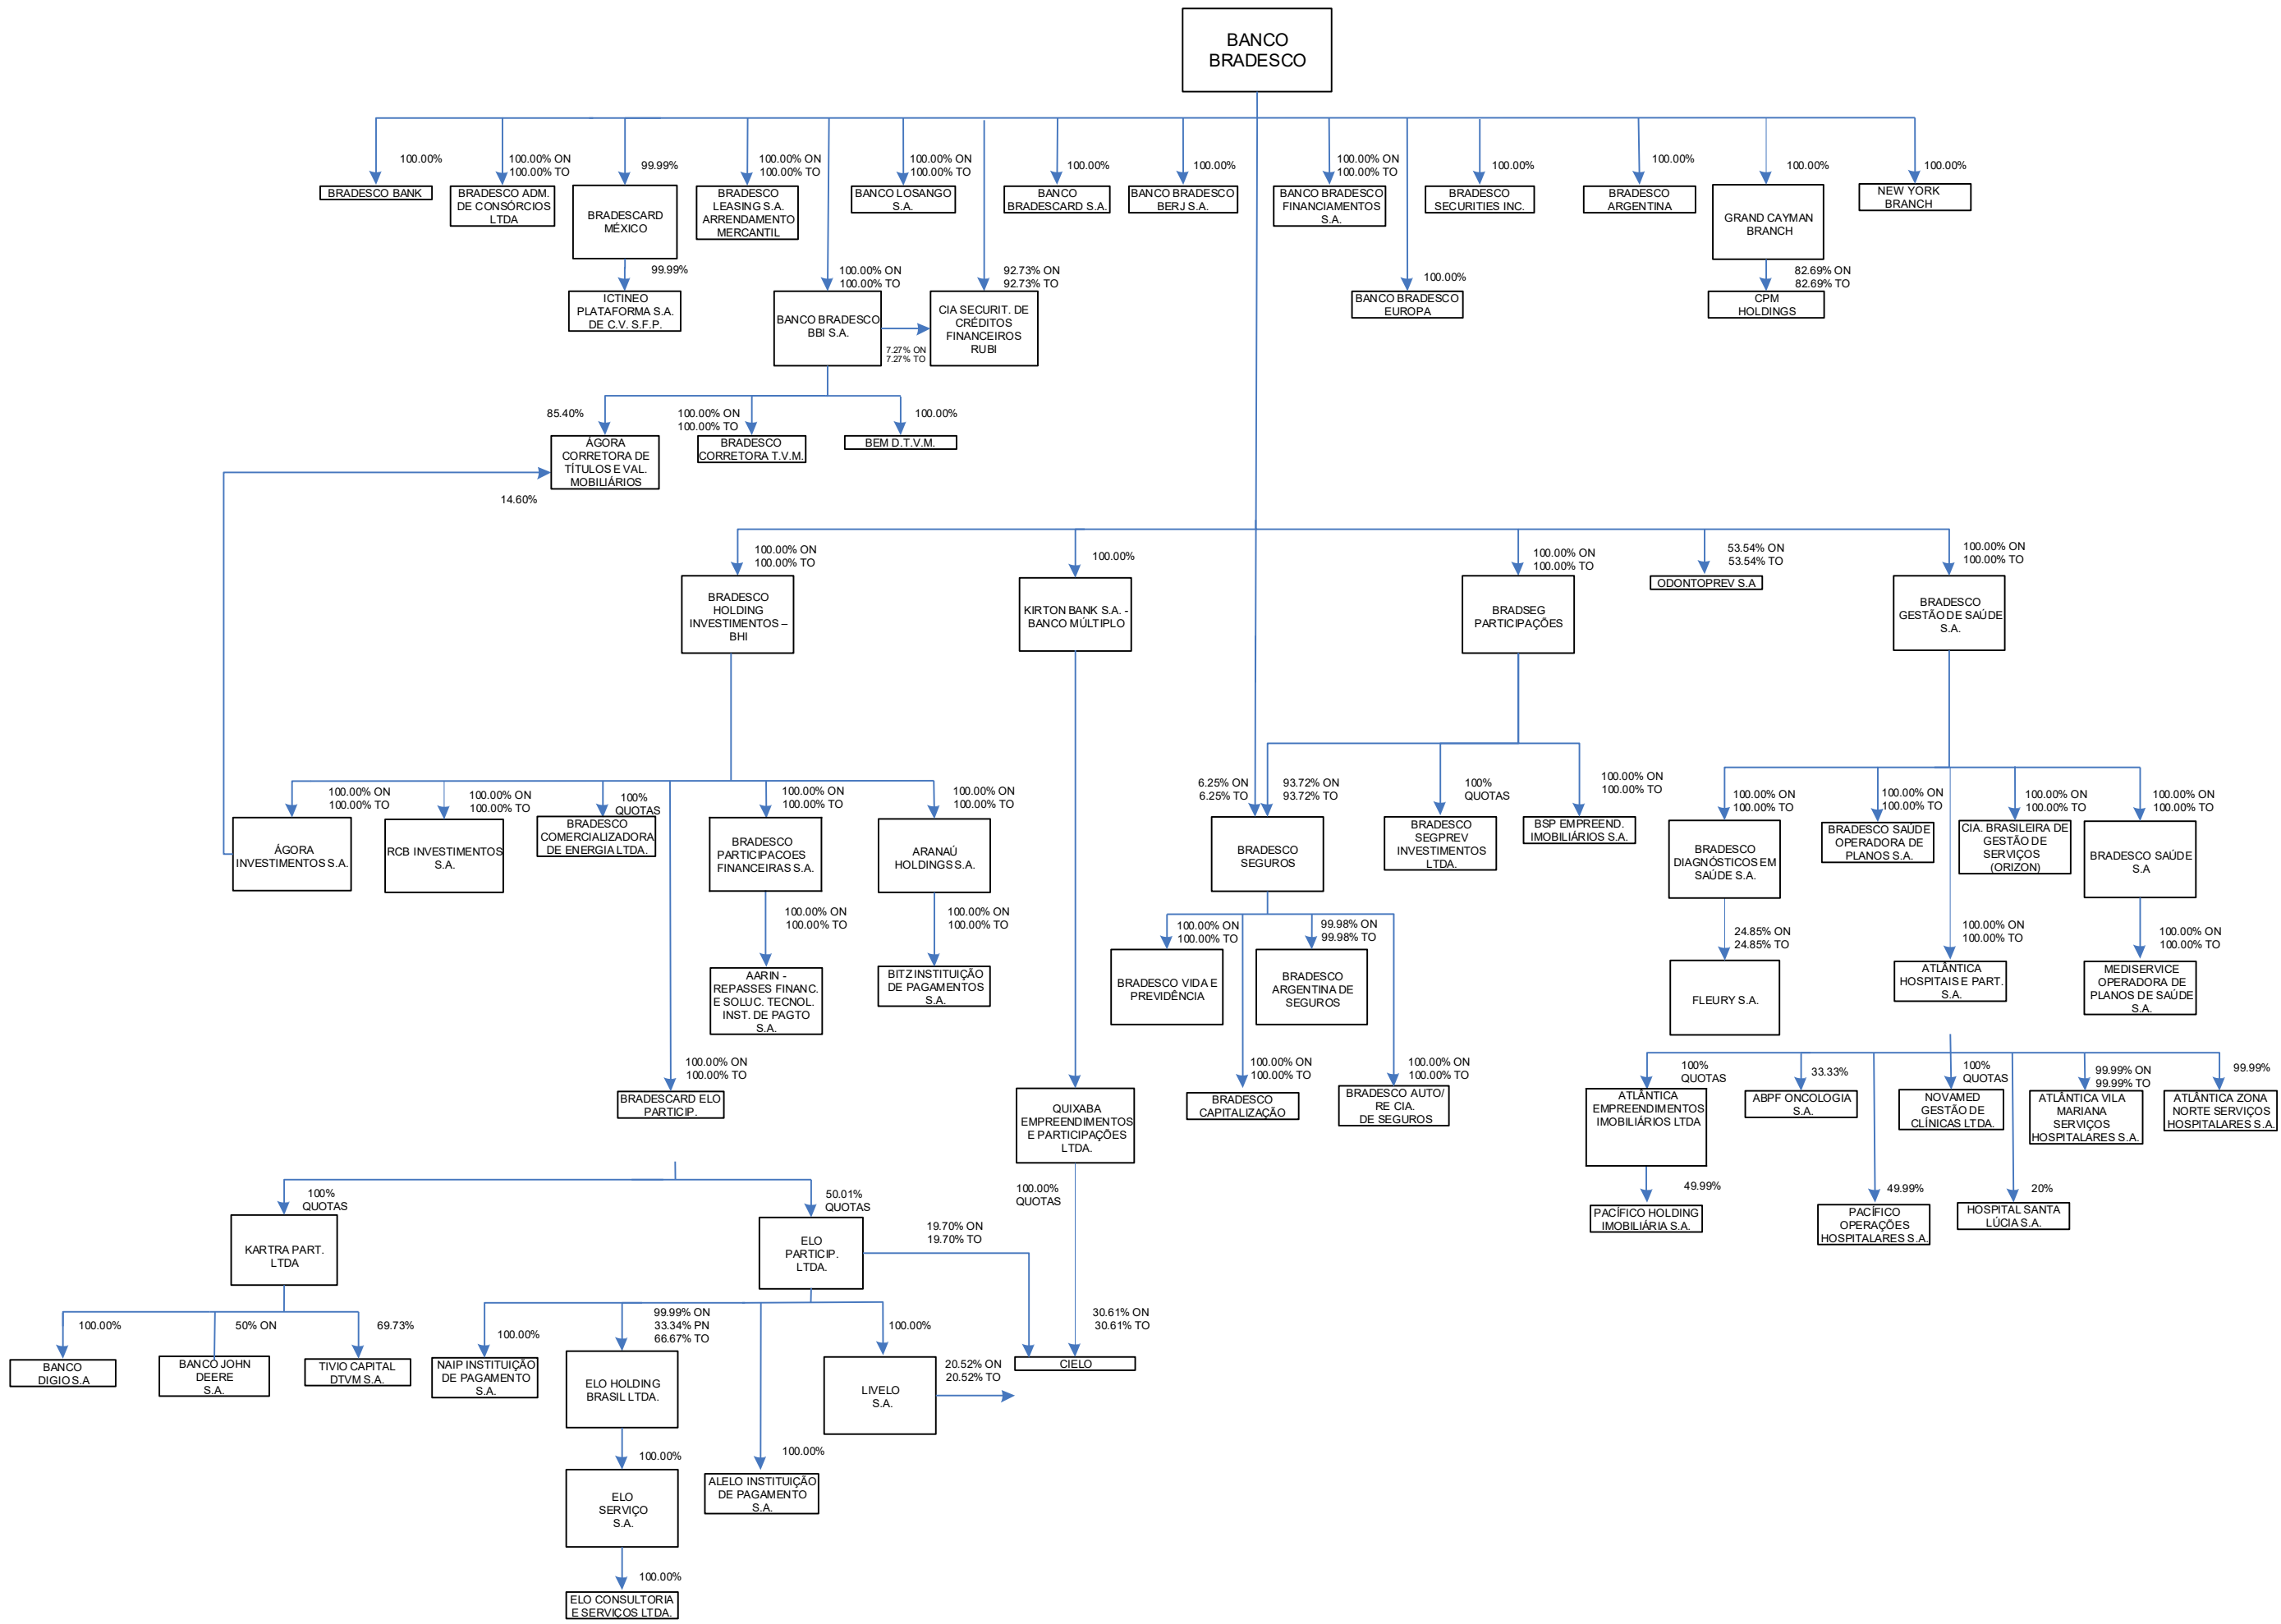 BANCO
BRADESCO
100.00%
100.00% ON
100.00% TO
99.99%
100.00% ON
100.00% TO
100.00% ON
100.00% TO
100.00%
100.00%
100.00% ON
100.00% TO
100.00%
100.00%
100.00%
100.00%
BRADESCO BANK
BRADESCO ADM.
DE CONSÓRCIOS
LTDA
BRADESCARD
MÉXICO
BRADESCO
LEASING S.A.
ARRENDAMENTO
MERCANTIL
BANCO LOSANGO
S.A.
BANCO
BRADESCARD S.A.
BANCO BRADESCO
BERJ S.A.
BANCO BRADESCO
FINANCIAMENTOS
S.A.
BRADESCO
SECURITIES INC.
BRADESCO
ARGENTINA
GRAND CAYMAN
BRANCH
NEW YORK
BRANCH
99.99%
100.00% ON
100.00% TO
92.73% ON
92.73% TO
100.00%
82.69% ON
82.69% TO
ICTINEO
PLATAFORMA S.A.
DE C.V. S.F.P.
BANCO BRADESCO
BBI S.A.
7.27% ON
7.27% TO
CIA SECURIT. DE
CRÉDITOS
FINANCEIROS
RUBI
BANCO BRADESCO
EUROPA
CPM
HOLDINGS
85.40%
100.00% ON
100.00% TO
100.00%
ÁGORA
CORRETORA DE
TÍTULOS E VAL.
MOBILIÁRIOS
BRADESCO
CORRETORA T.V.M.
BEM D.T.V.M.
14.60%
100.00% ON
100.00% TO
100.00%
100.00% ON
100.00% TO
53.54% ON
53.54% TO
100.00% ON
100.00% TO
BRADESCO
HOLDING
INVESTIMENTOS –
BHI
KIRTON BANK S.A. -
BANCO MÚLTIPLO
BRADSEG
PARTICIPAÇÕES
ODONTOPREV S.A
BRADESCO
GESTÃO DE SAÚDE
S.A.
100.00% ON
100.00% TO
100.00% ON
100.00% TO
100%
QUOTAS
100.00% ON
100.00% TO
100.00% ON
100.00% TO
6.25% ON
6.25% TO
93.72% ON
93.72% TO
100%
QUOTAS
100.00% ON
100.00% TO
100.00% ON
100.00% TO
100.00% ON
100.00% TO
100.00% ON
100.00% TO
100.00% ON
100.00% TO
ÁGORA
INVESTIMENTOS S.A.
RCB INVESTIMENTOS
S.A.
BRADESCO
COMERCIALIZADORA
DE ENERGIA LTDA.
BRADESCO
PARTICIPACOES
FINANCEIRAS S.A.
ARANAÚ
HOLDINGS S.A.
BRADESCO
SEGUROS
BRADESCO
SEGPREV
INVESTIMENTOS
LTDA.
BSP EMPREEND.
IMOBILIÁRIOS S.A.
BRADESCO
DIAGNÓSTICOS EM
SAÚDE S.A.
BRADESCO SAÚDE
OPERADORA DE
PLANOS S.A.
CIA. BRASILEIRA DE
GESTÃO DE
SERVIÇOS
(ORIZON)
BRADESCO SAÚDE
S.A
100.00% ON
100.00% TO
100.00% ON
100.00% TO
100.00% ON
100.00% TO
99.98% ON
99.98% TO
24.85% ON
24.85% TO
100.00% ON
100.00% TO
100.00% ON
100.00% TO
AARIN -
REPASSES FINANC.
E SOLUC. TECNOL.
INST. DE PAGTO
S.A.
BITZ INSTITUIÇÃO
DE PAGAMENTOS
S.A.
BRADESCO VIDA E
PREVIDÊNCIA
BRADESCO
ARGENTINA DE
SEGUROS
FLEURY S.A.
ATLÂNTICA
HOSPITAIS E PART.
S.A.
MEDISERVICE
OPERADORA DE
PLANOS DE SAÚDE
S.A.
100.00% ON
100.00% TO
100.00% ON
100.00% TO
100.00% ON
100.00% TO
100%
QUOTAS
33.33%
100%
QUOTAS
99.99% ON
99.99% TO
99.99%
BRADESCARD ELO
PARTICIP.
QUIXABA
EMPREENDIMENTOS
E PARTICIPAÇÕES
LTDA.
BRADESCO
CAPITALIZAÇÃO
BRADESCO AUTO/
RE CIA.
DE SEGUROS
ATLÂNTICA
EMPREENDIMENTOS
IMOBILIÁRIOS LTDA
ABPF ONCOLOGIA
S.A.
NOVAMED
GESTÃO DE
CLÍNICAS LTDA.
ATLÂNTICA VILA
MARIANA
SERVIÇOS
HOSPITALARES S.A.
ATLÂNTICA ZONA
NORTE SERVIÇOS
HOSPITALARES S.A.
100%
QUOTAS
50.01%
QUOTAS
100.00%
QUOTAS
49.99%
49.99%
20%
KARTRA PART.
LTDA
ELO
PARTICIP.
LTDA.
19.70% ON
19.70% TO
PACÍFICO HOLDING
IMOBILIÁRIA S.A.
PACÍFICO
OPERAÇÕES
HOSPITALARES S.A.
HOSPITAL SANTA
LÚCIA S.A.
100.00%
50% ON
69.73%
100.00%
99.99% ON
33.34% PN
66.67% TO
100.00%
30.61% ON
30.61% TO
BANCO
DIGIO S.A
BANCO JOHN
DEERE
S.A.
TIVIO CAPITAL
DTVM S.A.
NAIP INSTITUIÇÃO
DE PAGAMENTO
S.A.
ELO HOLDING
BRASIL LTDA.
LIVELO
S.A.
20.52% ON
20.52% TO
CIELO
100.00%
100.00%
ELO
SERVIÇO
S.A.
ALELO INSTITUIÇÃO
DE PAGAMENTO
S.A.
100.00%
ELO CONSULTORIA
E SERVIÇOS LTDA.